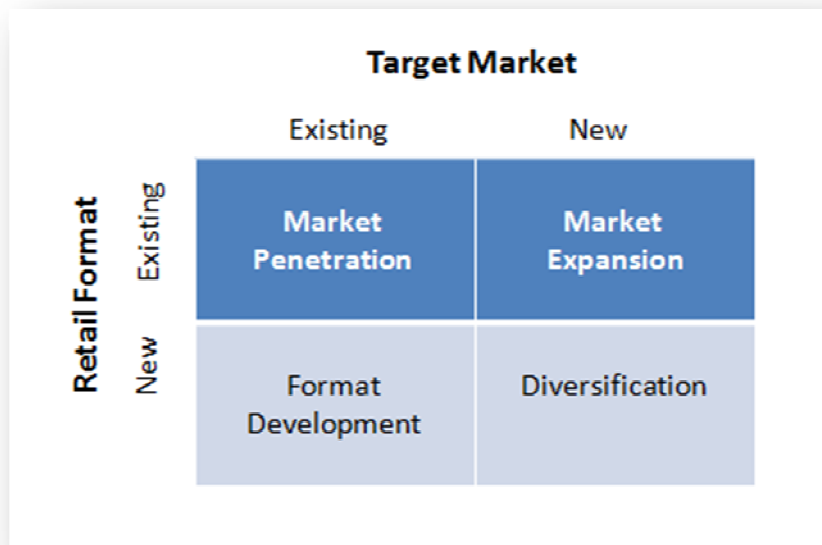 Target Market
Existing
New
Retail Format
Existing
Market
Penetration
Market
Expansion
New
Format
Development
Diversification